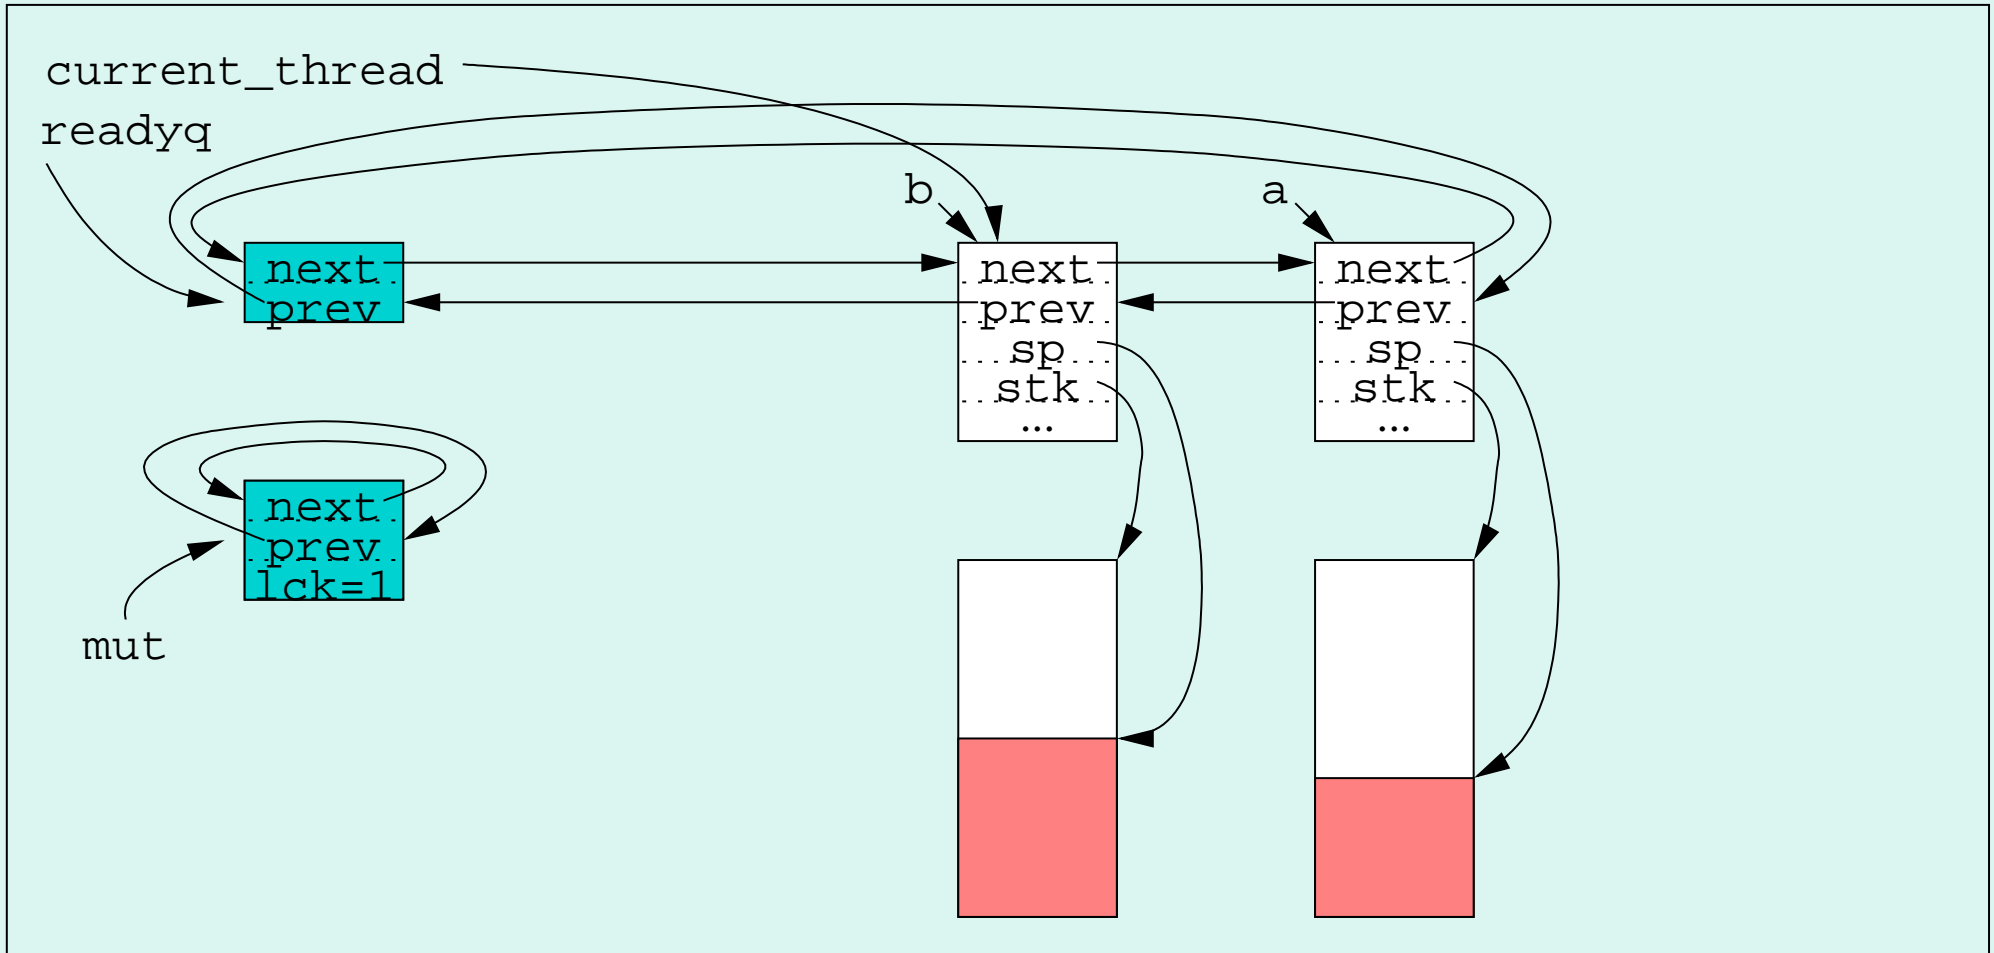 current_thread
readyq
b
a
next
prev
next
prev
sp
stk
...
next
prev
sp
stk
...
next
prev
lck=1
mut